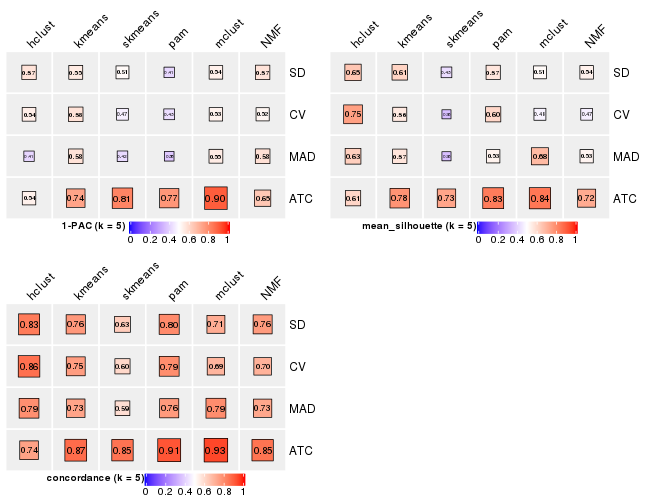 hclust kmeans skmeans pam mclust NMF
0.57 0.55 0.51 0.41 0.54 0.57 SD
0.54 0.58 0.47 0.43 0.53 0.52 CV
0.41 0.58 0.42 0.55 0.58 MAD
0.54 0.74 0.81 0.77 0.90 0.65 ATC
1-PAC (k = 5)
0 0.2 0.4 0.6 0.8 1
hclust kmeans skmeans pam mclust NMF
0.65 0.61 0.43 0.57 0.51 0.54 SD
0.75 0.56 0.60 0.48 0.47 CV
0.63 0.57 0.53 0.68 0.53 MAD
0.61 0.78 0.73 0.83 0.84 0.72 ATC
mean_silhouette (k = 5)
0 0.2 0.4 0.6 0.8 1
hclust kmeans skmeans pam mclust NMF
0.83 0.76 0.63 0.80 0.71 0.76 SD
0.86 0.75 0.60 0.79 0.69 0.70 CV
0.79 0.73 0.59 0.76 0.79 0.73 MAD
0.74 0.87 0.85 0.91 0.93 0.85 ATC
concordance (k = 5)
0 0.2 0.4 0.6 0.8 1